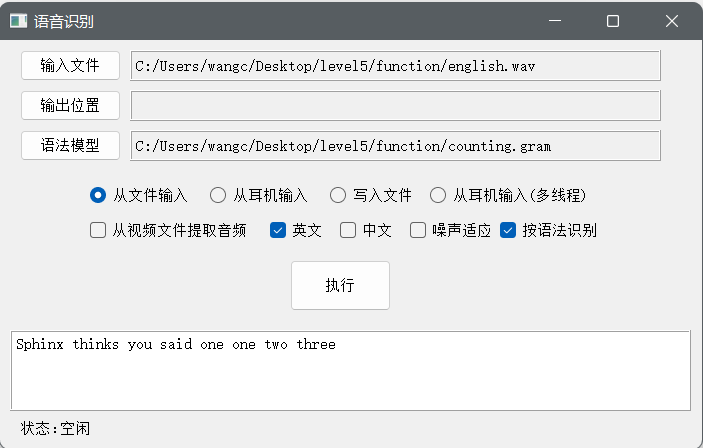 语音识别
输入文件 C:/Users/wangc/Desktop/level5/function/english.wav
输出位置
语法模型 C:/Users/wangc/Desktop/level5/function/counting.gram
从文件输入 从耳机输入 写入文件 从耳机输入(多线程)
从视频文件提取音频 英文 中文 噪声适应 按语法识别
执行
Sphinx thinks you said one one two three
状态:空闲